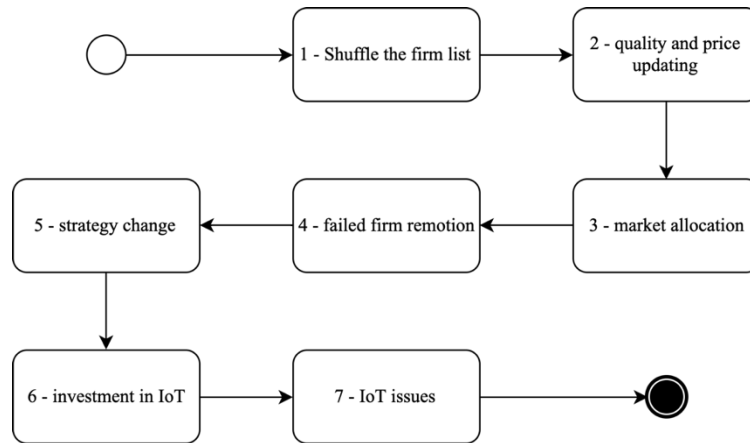 1 - Shuffle the firm list
2 - quality and price
updating
3 - market allocation
4 - failed firm remotion
5 - strategy change
6 - investment in IoT
7 - IoT issues